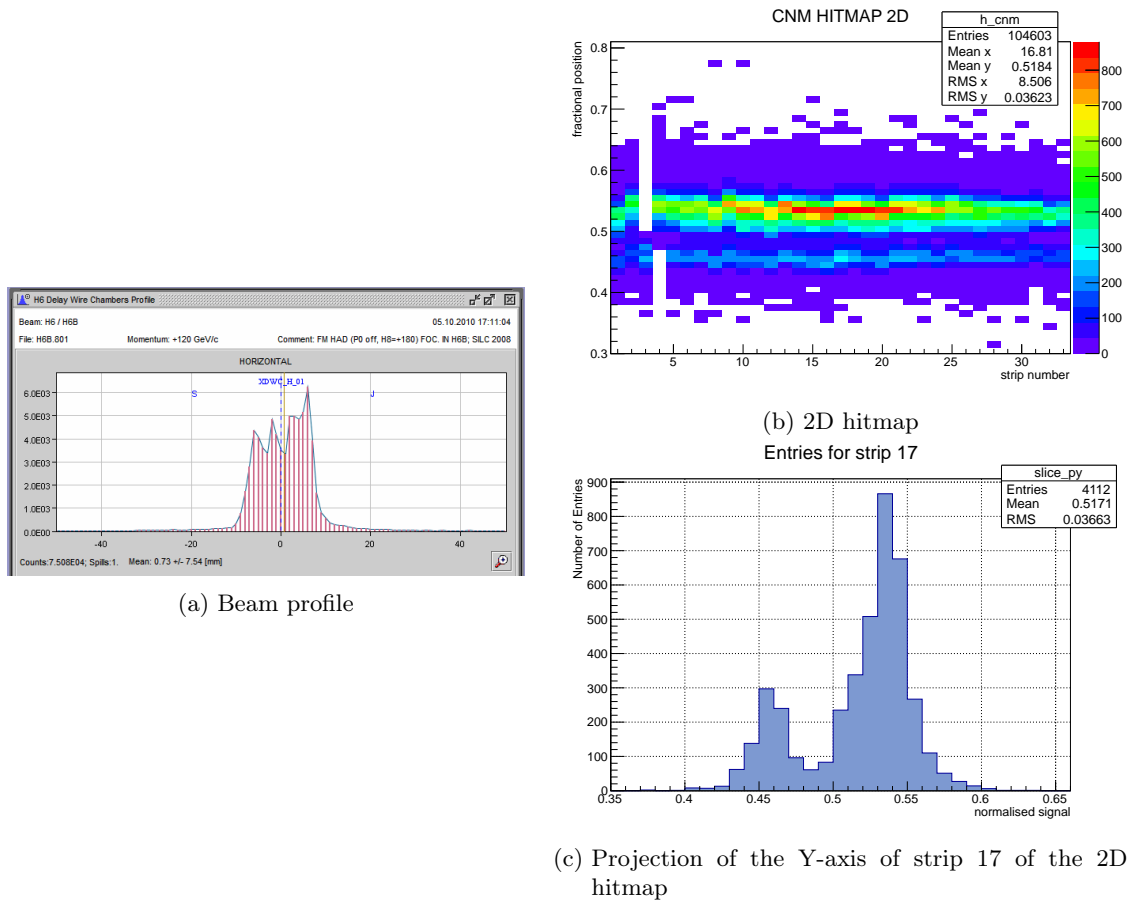 H6 Delay Wire Chambers Profile
Beam: H6 / H6B 05.10.2010 17:11:04
File: H6B.801 Momentum: +120 GeV/c Comment: FM HAD (P0 off, H8=+180) FOC. IN H6B; SILC 2008
HORIZONTAL
XDWC_H_01
S J
6.0E03
5.0E03
4.0E03
3.0E03
2.0E03
1.0E03
0.0E00
-40 -20 0 20 40
Counts:7.508E04; Spills:1. Mean: 0.73 +/- 7.54 [mm]
(a) Beam profile
CNM HITMAP 2D
h_cnm
Entries 104603
Mean x 16.81
Mean y 0.5184
RMS x 8.506
RMS y 0.03623
fractional position
0.8
0.7
0.6
0.5
0.4
0.3
5 10 15 20 25 30
strip number
800
700
600
500
400
300
200
100
0
(b) 2D hitmap
Entries for strip 17
slice_py
Entries 4112
Mean 0.5171
RMS 0.03663
Number of Entries
900
800
700
600
500
400
300
200
100
0
0.35 0.4 0.45 0.5 0.55 0.6 0.65
normalised signal
(c) Projection of the Y-axis of strip 17 of the 2D
hitmap